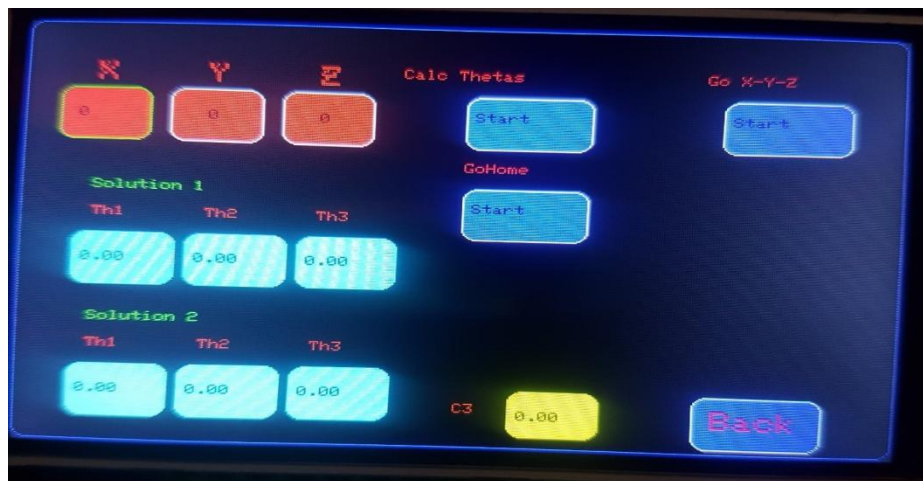 X Y Z Calc Thetas Go X-Y-Z
0 0 0 Start Start
Solution 1 GoHome
Th1 Th2 Th3 Start
0.00 0.00 0.00
Solution 2
Th1 Th2 Th3
0.00 0.00 0.00 C3 0.00 Back